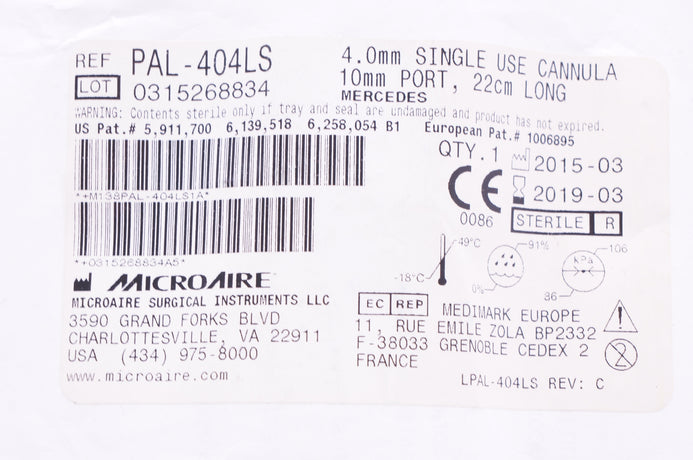 REF PAL-404LS
LOT 0315268834
4.0mm SINGLE USE CANNULA
10mm PORT, 22cm LONG
MERCEDES
WARNING: Contents sterile only if tray and seal are undamaged and product has not expired.
US Pat.# 5,911,700 6,139,518 6,258,054 B1 European Pat.# 1006895
*+M138PAL-404LS1A*
QTY.1 2015-03
2019-03
CE
0086
STERILE R
*+0315268834A5*
49°C
-18°C
91%
0%
kPa
106
36
MICROAIRE
MICROAIRE SURGICAL INSTRUMENTS LLC
3590 GRAND FORKS BLVD
CHARLOTTESVILLE, VA 22911
USA (434) 975-8000
www.microaire.com
EC REP MEDIMARK EUROPE
11, RUE EMILE ZOLA BP2332
F-38033 GRENOBLE CEDEX 2
FRANCE
2
LPAL-404LS REV: C